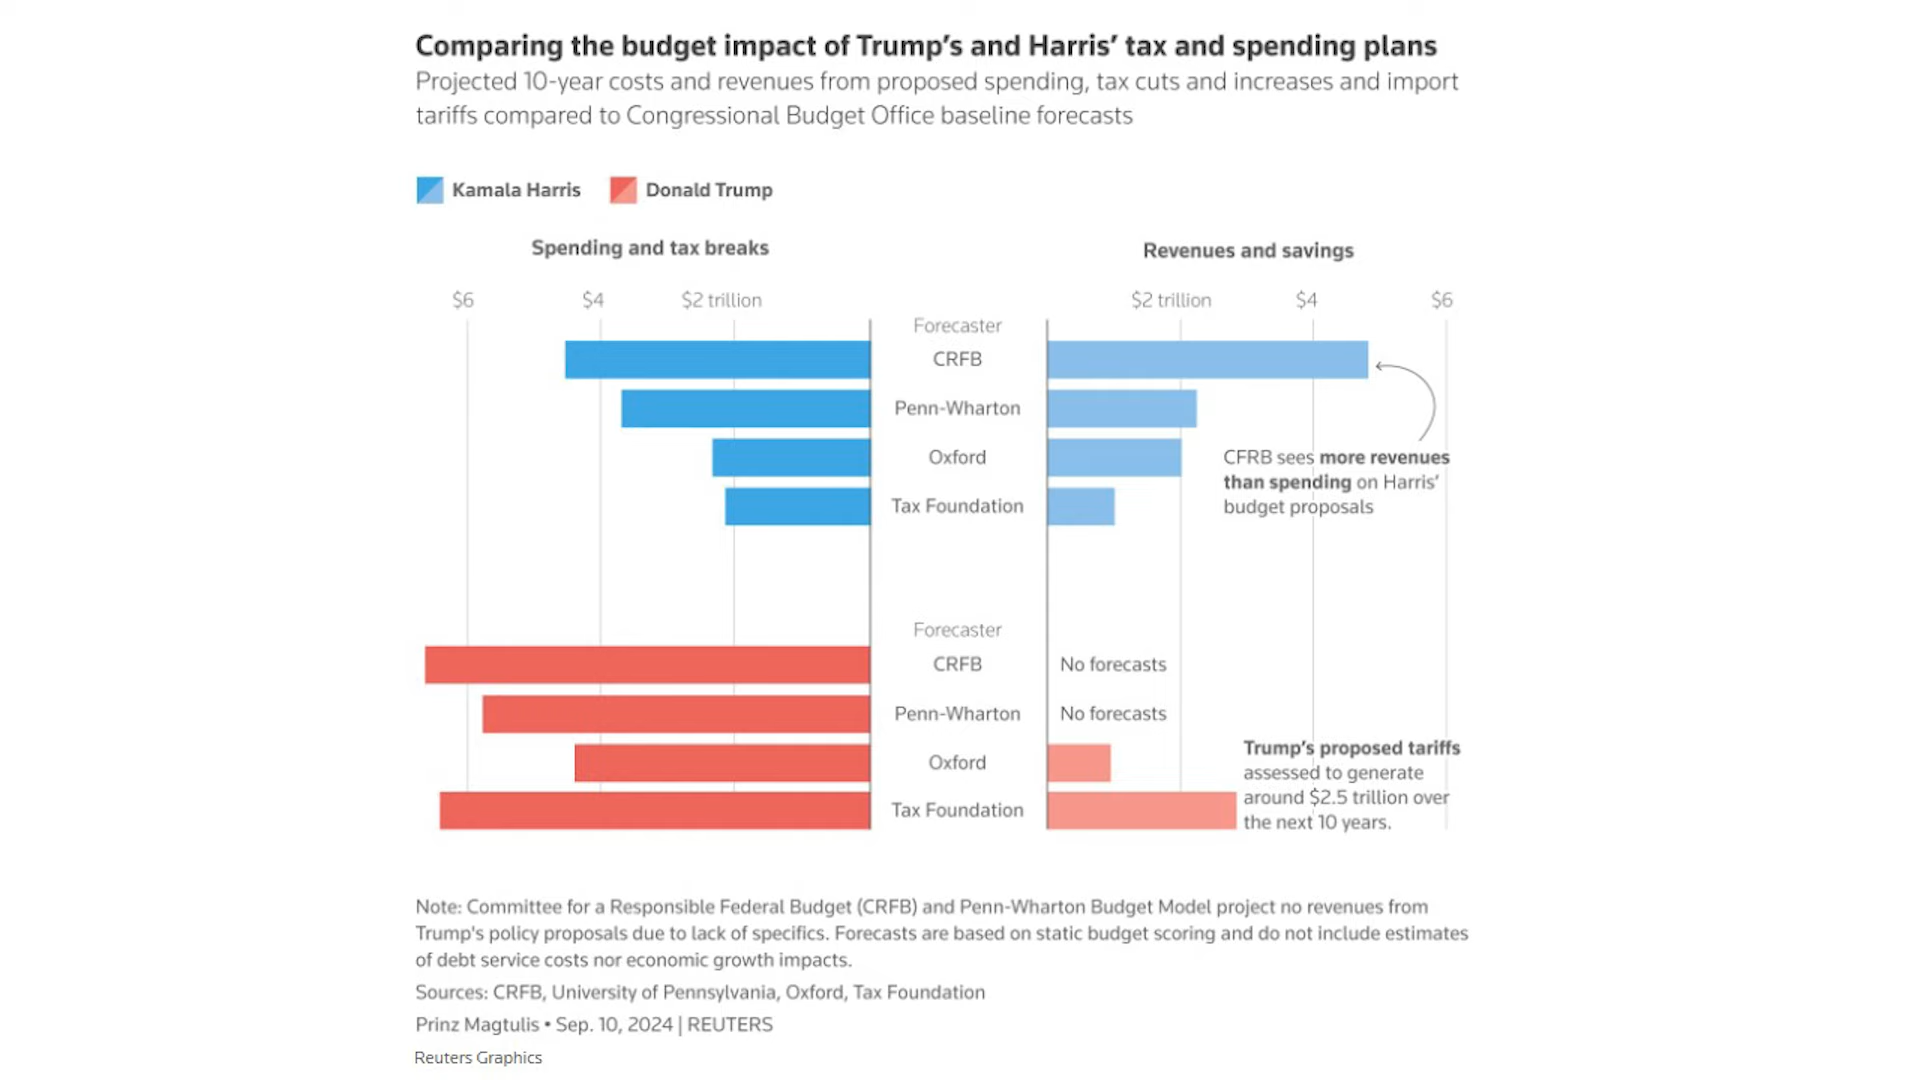 Comparing the budget impact of Trump’s and Harris’ tax and spending plans
Projected 10-year costs and revenues from proposed spending, tax cuts and increases and import
tariffs compared to Congressional Budget Office baseline forecasts
Kamala Harris
Donald Trump
Spending and tax breaks
Revenues and savings
$6
$4
$2 trillion
$2 trillion
$4
$6
Forecaster
CRFB
Penn-Wharton
Oxford
Tax Foundation
CFRB sees more revenues
than spending on Harris’
budget proposals
Forecaster
CRFB
No forecasts
Penn-Wharton
No forecasts
Oxford
Tax Foundation
Trump’s proposed tariffs
assessed to generate
around $2.5 trillion over
the next 10 years.
Note: Committee for a Responsible Federal Budget (CRFB) and Penn-Wharton Budget Model project no revenues from
Trump's policy proposals due to lack of specifics. Forecasts are based on static budget scoring and do not include estimates
of debt service costs nor economic growth impacts.
Sources: CRFB, University of Pennsylvania, Oxford, Tax Foundation
Prinz Magtulis • Sep. 10, 2024 | REUTERS
Reuters Graphics